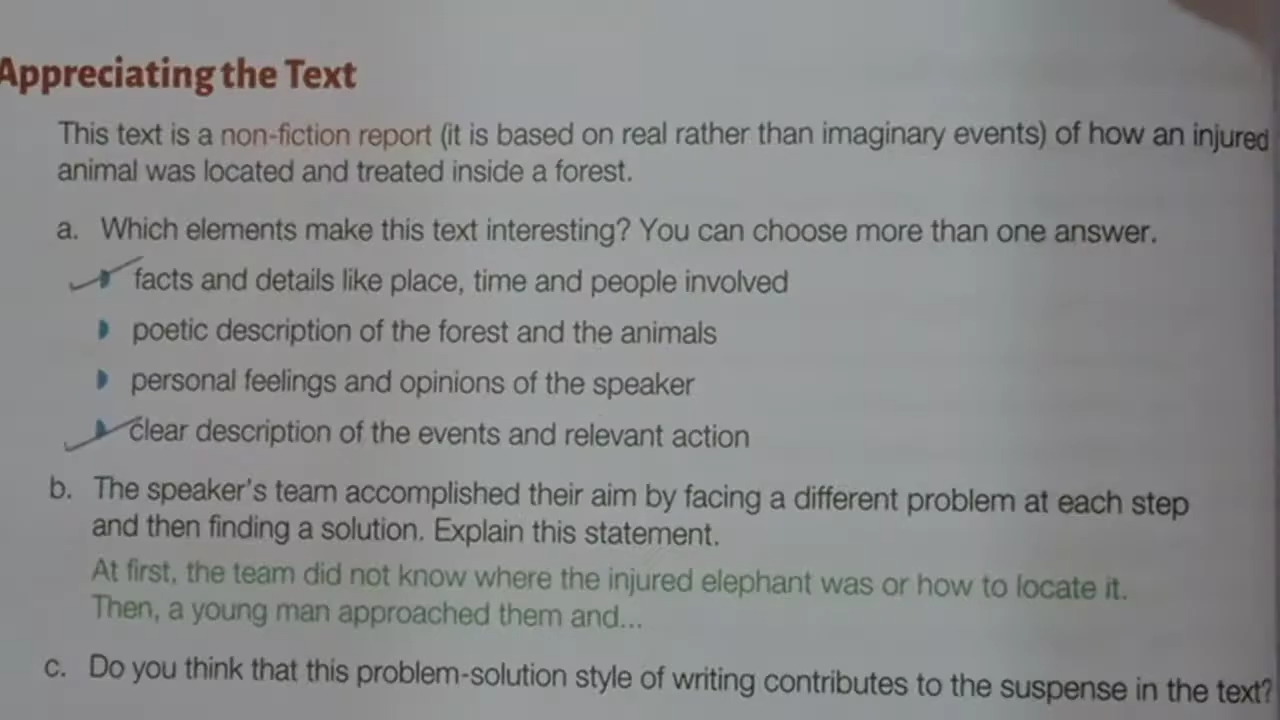 Appreciating the Text
This text is a non-fiction report (it is based on real rather than imaginary events) of how an injured
animal was located and treated inside a forest.
a. Which elements make this text interesting? You can choose more than one answer.
facts and details like place, time and people involved
poetic description of the forest and the animals
personal feelings and opinions of the speaker
clear description of the events and relevant action
b. The speaker's team accomplished their aim by facing a different problem at each step
and then finding a solution. Explain this statement.
At first, the team did not know where the injured elephant was or how to locate it.
Then, a young man approached them and...
c. Do you think that this problem-solution style of writing contributes to the suspense in the text?